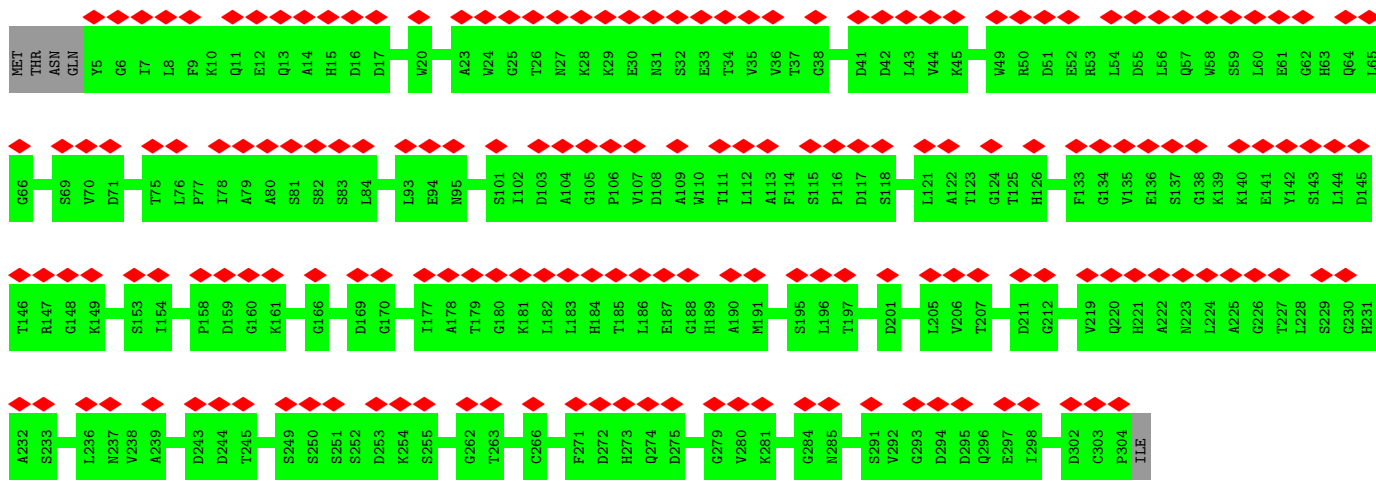 MET THR ASN GLN Y5 G6 I7 L8 F9 K10 Q11 E12 Q13 A14 H15 D16 D17 W20 A23 W24 G25 T26 N27 K28 K29 E30 N31 S32 E33 T34 V35 V36 T37 G38 D41 D42 L43 V44 K45 W49 R50 D51 E52 R53 L54 D55 L56 Q57 W58 S59 L60 E61 G62 H63 Q64 L65
G66 S69 V70 D71 T75 L76 P77 I78 A79 A80 S81 S82 S83 L84 L93 E94 N95 S101 I102 D103 A104 G105 P106 V107 D108 A109 W110 T111 L112 A113 F114 S115 P116 D117 S118 L121 A122 T123 G124 T125 H126 F133 G134 V135 E136 S137 G138 K139 K140 E141 Y142 S143 L144 D145
T146 R147 G148 K149 S153 I154 P158 D159 G160 K161 G166 D169 G170 I177 A178 T179 G180 K181 L182 L183 H184 T185 L186 E187 G188 H189 A190 M191 S195 L196 T197 D201 L205 V206 T207 D211 G212 V219 Q220 H221 A222 N223 L224 A225 G226 T227 L228 S229 G230 H231
A232 S233 L236 N237 V238 A239 D243 D244 T245 S249 S250 S251 S252 D253 K254 S255 G262 T263 C266 F271 D272 H273 Q274 D275 G279 V280 K281 G284 N285 S291 V292 G293 D294 D295 Q296 E297 I298 D302 C303 P304 ILE